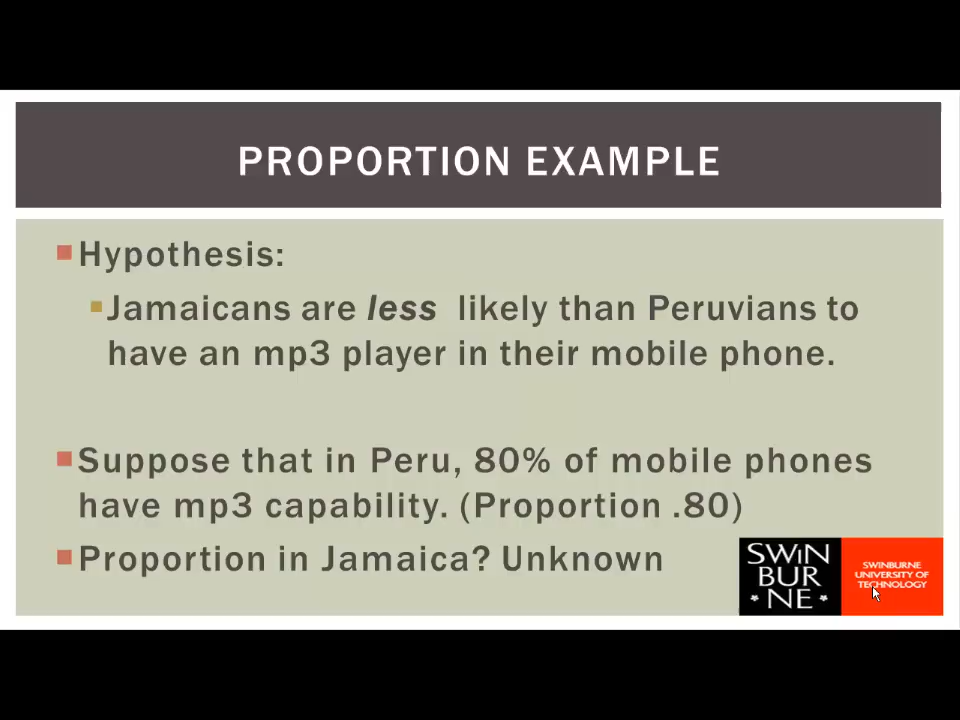 PROPORTION EXAMPLE
Hypothesis:
Jamaicans are less likely than Peruvians to
have an mp3 player in their mobile phone.
Suppose that in Peru, 80% of mobile phones
have mp3 capability. (Proportion .80)
Proportion in Jamaica? Unknown
SWIN
BUR
NE
SWINBURNE
UNIVERSITY OF
TECHNOLOGY